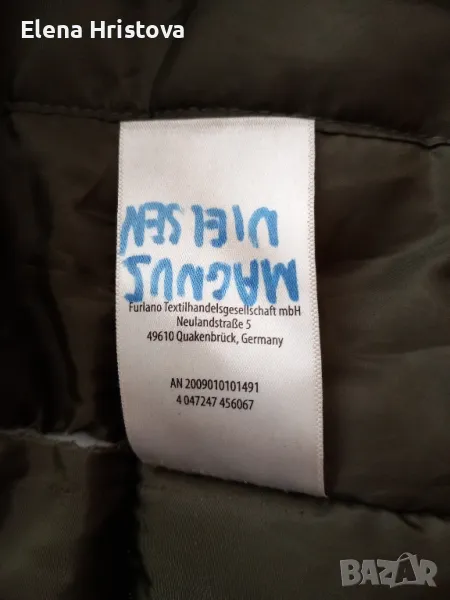 Elena Hristova
MAGNUS
NIELSEN
Furlano Textilhandelsgesellschaft mbH
Neulandstraße 5
49610 Quakenbrück, Germany
AN 2009010101491
4 047247 456067
BAZAR